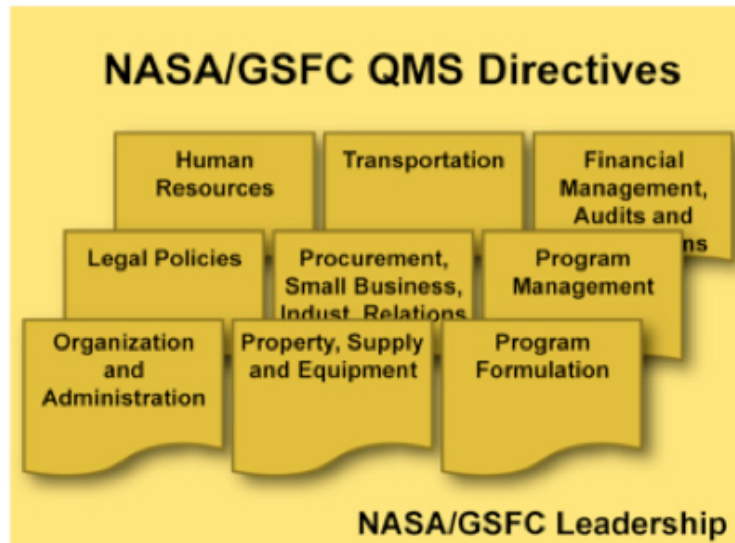 NASA/GSFC QMS Directives
Human
Resources
Transportation
Financial
Management,
Audits and
Legal Policies
Procurement,
Small Business,
Indust. Relations
Program
Management
Organization
and
Administration
Property, Supply
and Equipment
Program
Formulation
NASA/GSFC Leadership